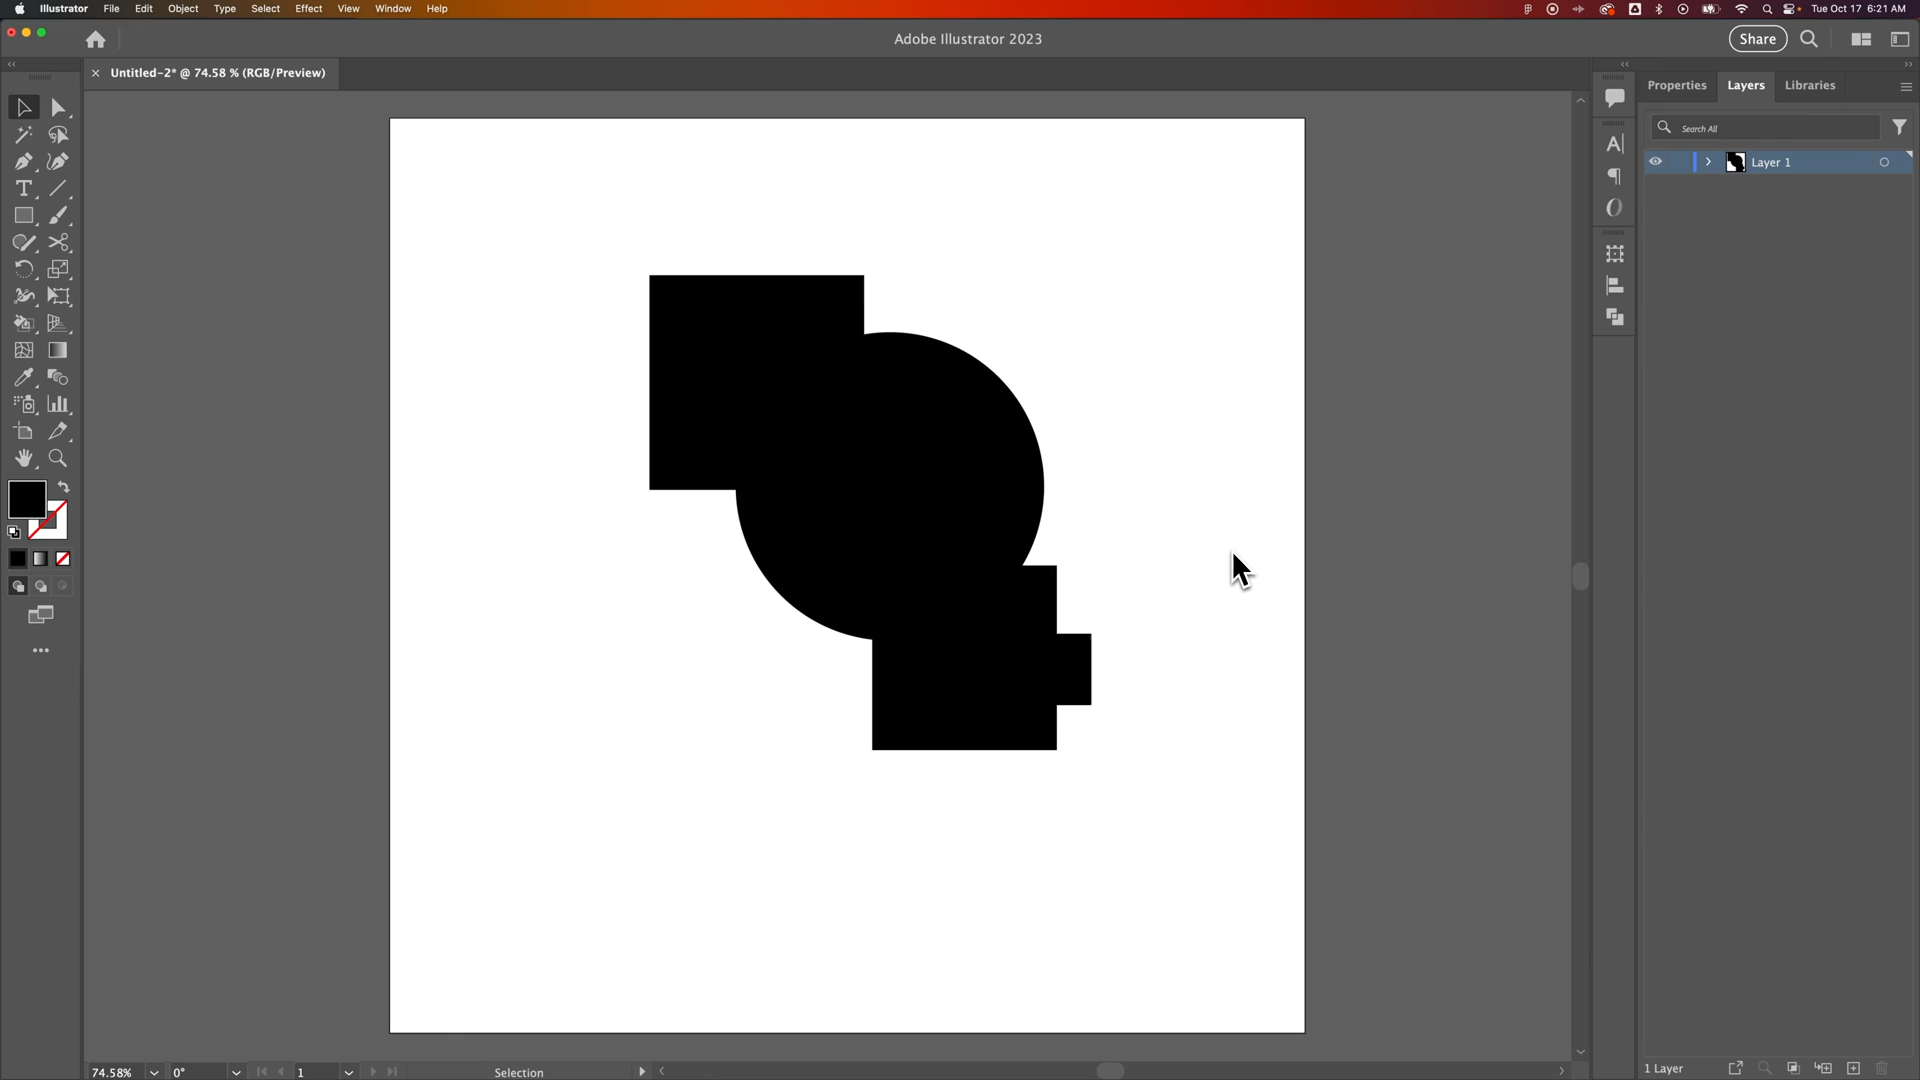 Illustrator File Edit Object Type Select Effect View Window Help
Tue Oct 17 6:21 AM
Adobe Illustrator 2023
Share
Untitled-2* @ 74.58 % (RGB/Preview)
Properties Layers Libraries
Search All
Layer 1
74.58% 0° 1 Selection
1 Layer